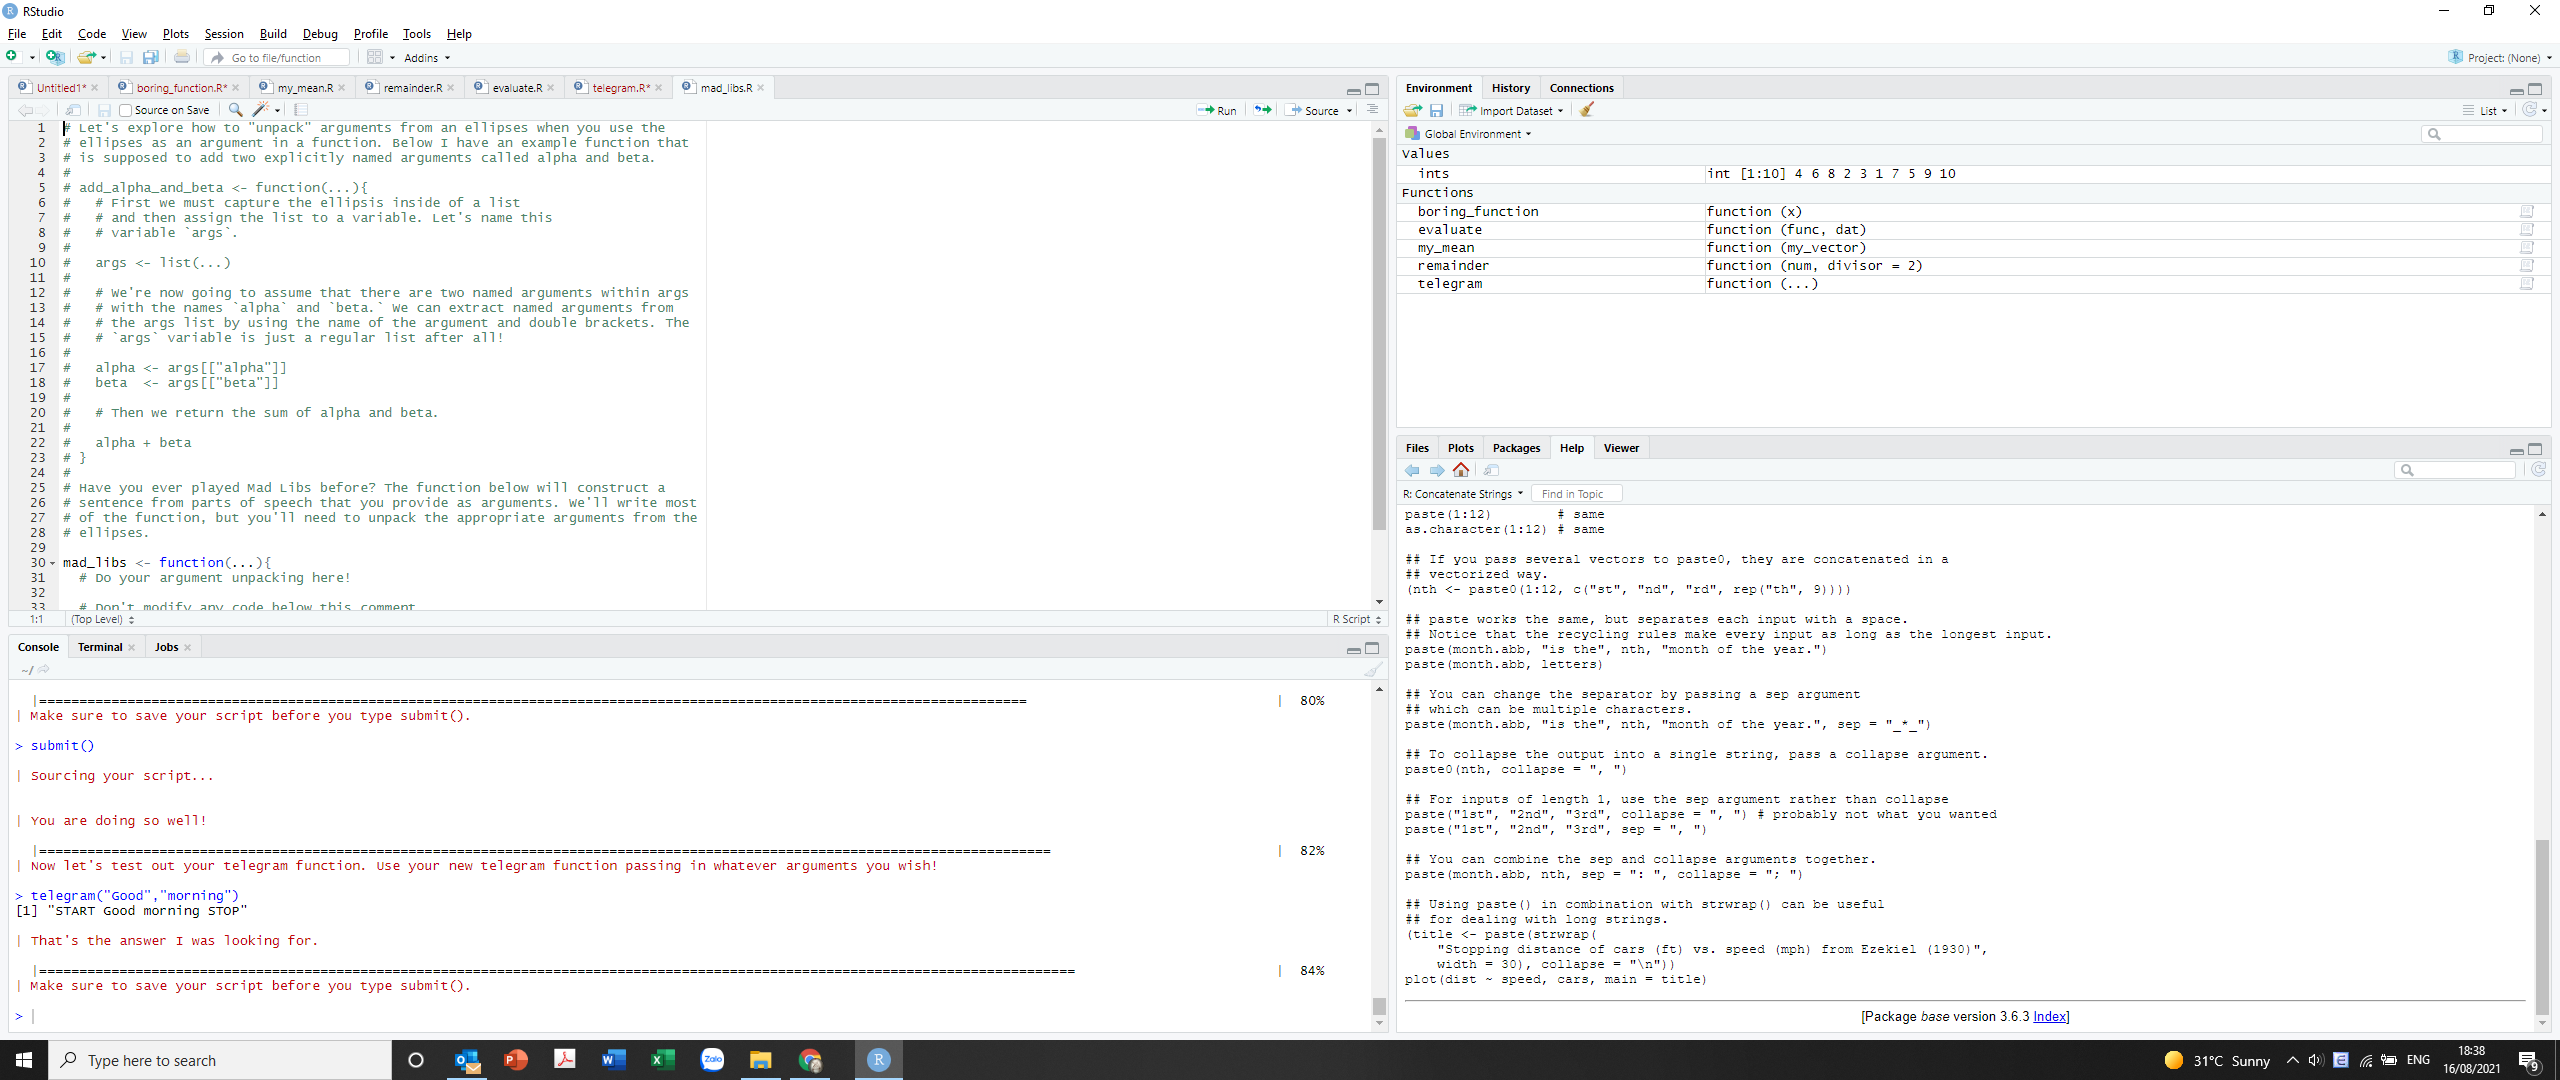 RStudio
File Edit Code View Plots Session Build Debug Profile Tools Help
Go to file/function Addins Project: (None)
Untitled1* boring_function.R* my_mean.R remainder.R evaluate.R telegram.R* mad_libs.R
Source on Save Run Source
1 # Let's explore how to "unpack" arguments from an ellipses when you use the
2 # ellipses as an argument in a function. Below I have an example function that
3 # is supposed to add two explicitly named arguments called alpha and beta.
4 #
5 # add_alpha_and_beta <- function(...){
6 #   # First we must capture the ellipsis inside of a list
7 #   # and then assign the list to a variable. Let's name this
8 #   # variable `args`.
9 #
10 #   args <- list(...)
11 #
12 #   # We're now going to assume that there are two named arguments within args
13 #   # with the names `alpha` and `beta.` We can extract named arguments from
14 #   # the args list by using the name of the argument and double brackets. The
15 #   # `args` variable is just a regular list after all!
16 #
17 #   alpha <- args[["alpha"]]
18 #   beta  <- args[["beta"]]
19 #
20 #   # Then we return the sum of alpha and beta.
21 #
22 #   alpha + beta
23 # }
24 #
25 # Have you ever played Mad Libs before? The function below will construct a
26 # sentence from parts of speech that you provide as arguments. We'll write most
27 # of the function, but you'll need to unpack the appropriate arguments from the
28 # ellipses.
29
30 mad_libs <- function(...){
31   # Do your argument unpacking here!
32
33   # Don't modify any code below this comment
1:1 (Top Level) R Script
Console Terminal Jobs
~/
|==================| 80%
| Make sure to save your script before you type submit().
> submit()
| Sourcing your script...
| You are doing so well!
|==================| 82%
| Now let's test out your telegram function. Use your new telegram function passing in whatever arguments you wish!
> telegram("Good","morning")
[1] "START Good morning STOP"
| That's the answer I was looking for.
|==================| 84%
| Make sure to save your script before you type submit().
>
Environment History Connections
Import Dataset List
Global Environment
Values
ints int [1:10] 4 6 8 2 3 1 7 5 9 10
Functions
boring_function function (x)
evaluate function (func, dat)
my_mean function (my_vector)
remainder function (num, divisor = 2)
telegram function (...)
Files Plots Packages Help Viewer
R: Concatenate Strings Find in Topic
paste(1:12)        # same
as.character(1:12) # same
## If you pass several vectors to paste0, they are concatenated in a
## vectorized way.
(nth <- paste0(1:12, c("st", "nd", "rd", rep("th", 9))))
## paste works the same, but separates each input with a space.
## Notice that the recycling rules make every input as long as the longest input.
paste(month.abb, "is the", nth, "month of the year.")
paste(month.abb, letters)
## You can change the separator by passing a sep argument
## which can be multiple characters.
paste(month.abb, "is the", nth, "month of the year.", sep = "_*_")
## To collapse the output into a single string, pass a collapse argument.
paste0(nth, collapse = ", ")
## For inputs of length 1, use the sep argument rather than collapse
paste("1st", "2nd", "3rd", collapse = ", ") # probably not what you wanted
paste("1st", "2nd", "3rd", sep = ", ")
## You can combine the sep and collapse arguments together.
paste(month.abb, nth, sep = ": ", collapse = "; ")
## Using paste() in combination with strwrap() can be useful
## for dealing with long strings.
(title <- paste(strwrap(
    "Stopping distance of cars (ft) vs. speed (mph) from Ezekiel (1930)",
    width = 30), collapse = "\n"))
plot(dist ~ speed, cars, main = title)
[Package base version 3.6.3 Index]
Type here to search
Zalo
31°C Sunny ENG
18:38
16/08/2021
9